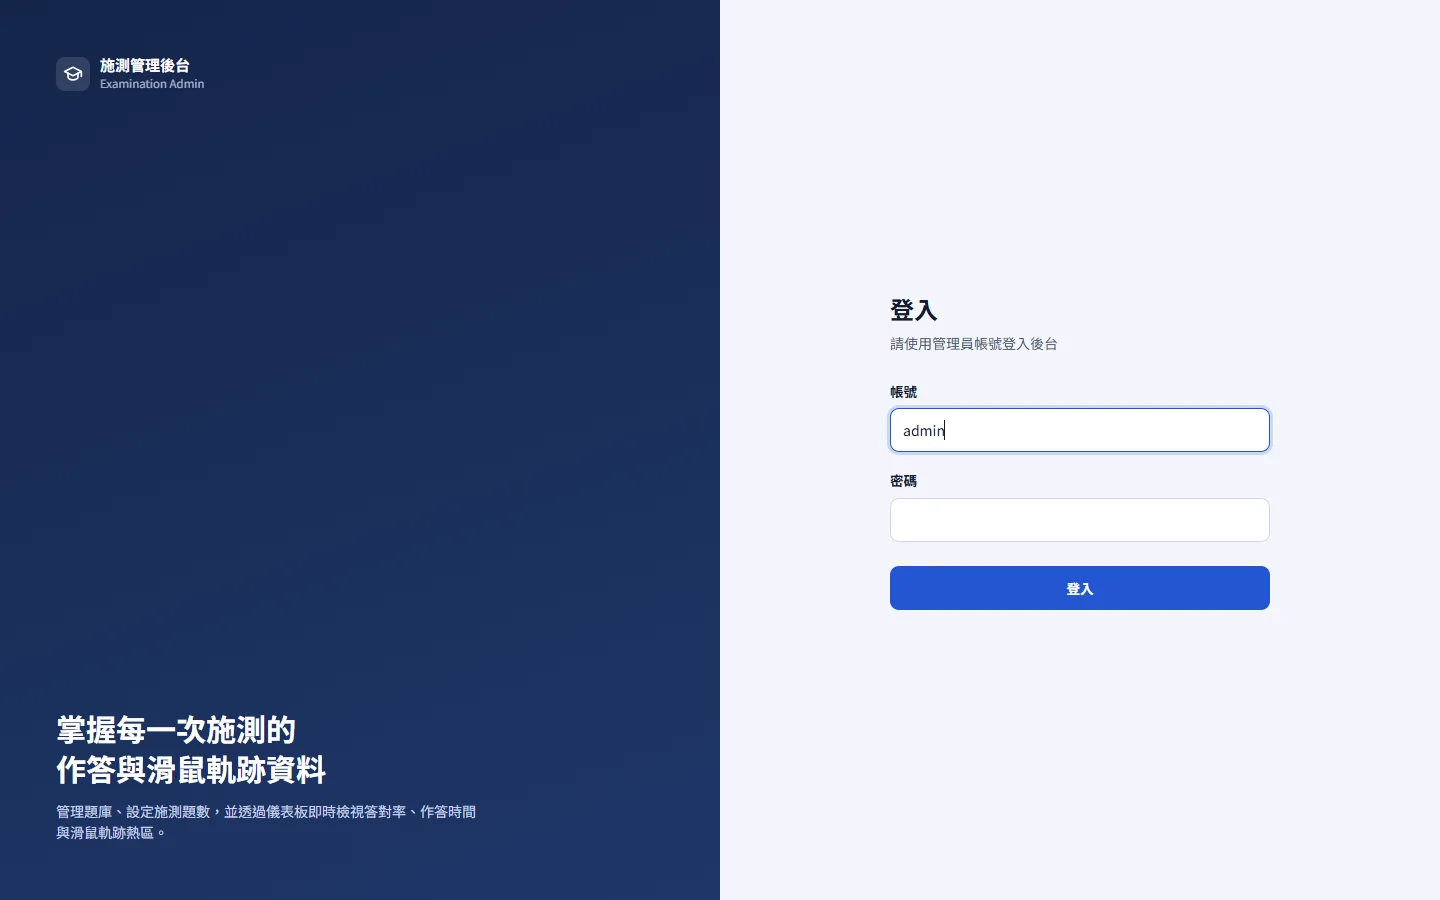 施測管理後台
Examination Admin
掌握每一次施測的
作答與滑鼠軌跡資料
管理題庫、設定施測題數，並透過儀表板即時檢視答對率、作答時間
與滑鼠軌跡熱區。
登入
請使用管理員帳號登入後台
帳號
admin
密碼
登入